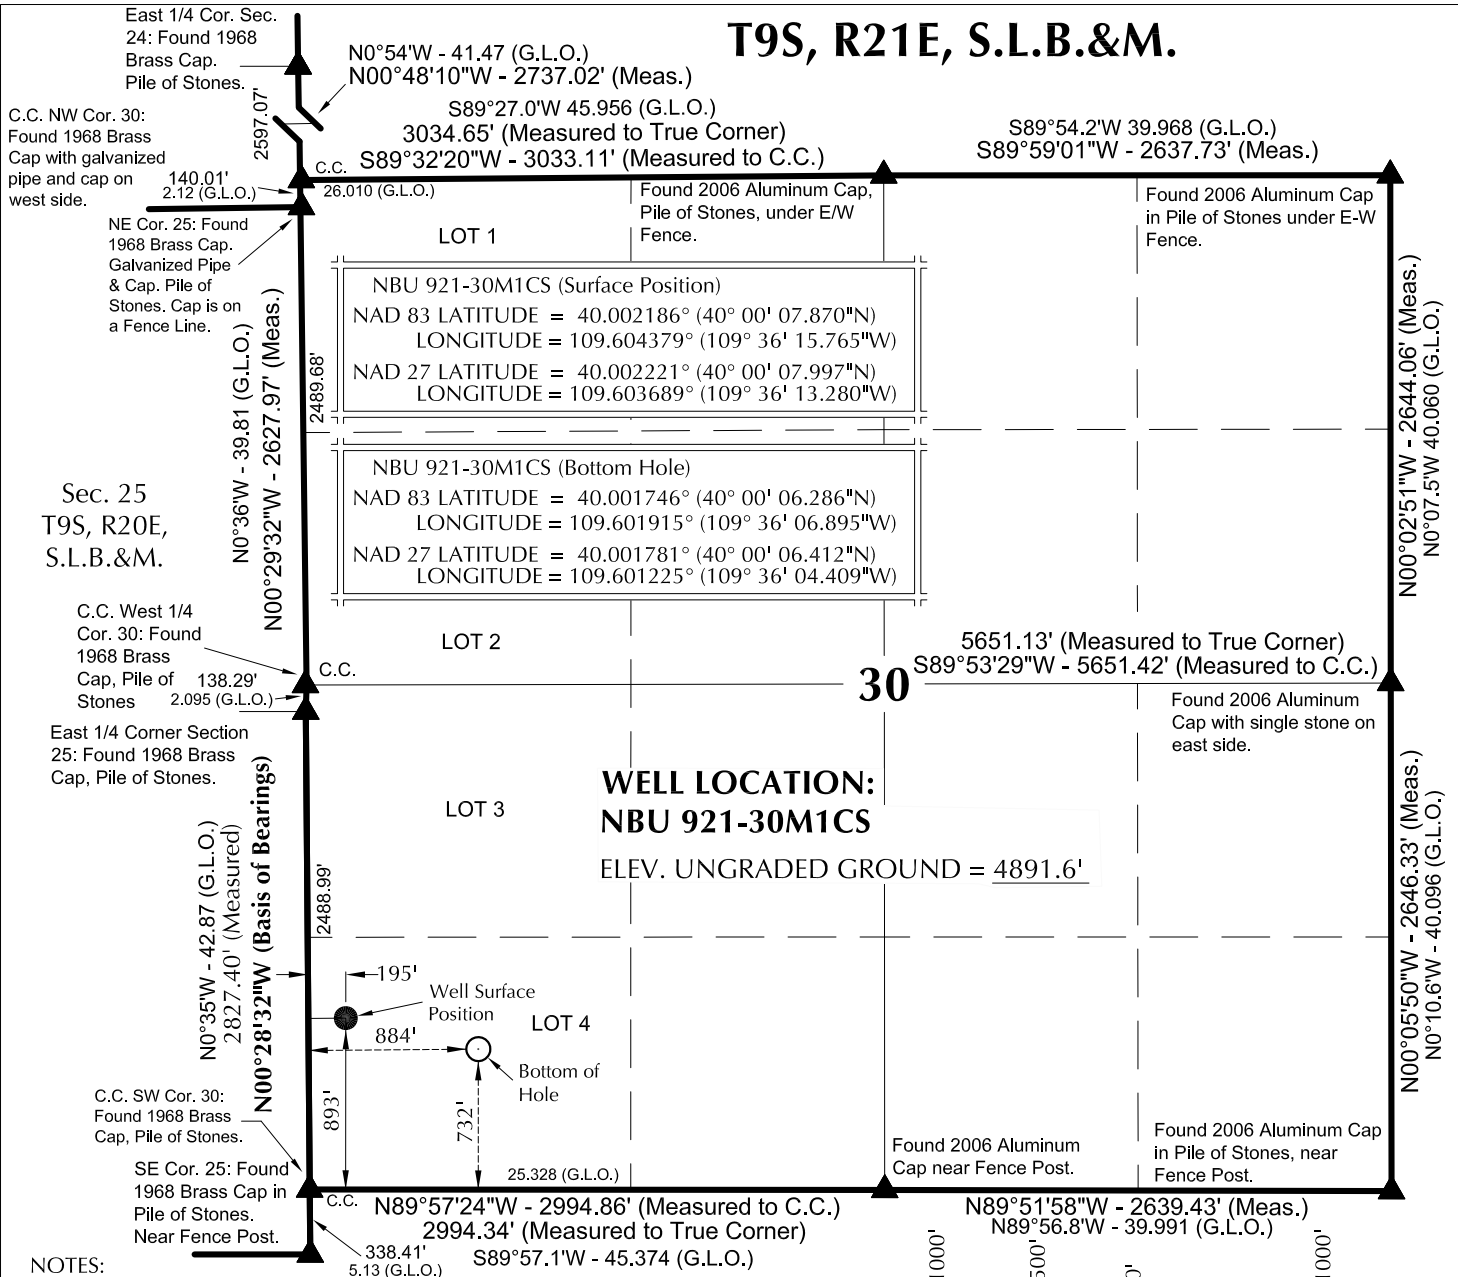 T9S, R21E, S.L.B.&M.
East 1/4 Cor. Sec.
24: Found 1968
Brass Cap.
Pile of Stones.
N0°54'W - 41.47 (G.L.O.)
N00°48'10"W - 2737.02' (Meas.)
2597.07'
S89°27.0'W 45.956 (G.L.O.)
3034.65' (Measured to True Corner)
S89°32'20"W - 3033.11' (Measured to C.C.)
S89°54.2'W 39.968 (G.L.O.)
S89°59'01"W - 2637.73' (Meas.)
C.C. NW Cor. 30:
Found 1968 Brass
Cap with galvanized
pipe and cap on
west side.
140.01'
2.12 (G.L.O.)
C.C.
26.010 (G.L.O.)
Found 2006 Aluminum Cap,
Pile of Stones, under E/W
Fence.
Found 2006 Aluminum Cap
in Pile of Stones under E-W
Fence.
NE Cor. 25: Found
1968 Brass Cap.
Galvanized Pipe
& Cap. Pile of
Stones. Cap is on
a Fence Line.
LOT 1
NBU 921-30M1CS (Surface Position)
NAD 83 LATITUDE = 40.002186° (40° 00' 07.870"N)
LONGITUDE = 109.604379° (109° 36' 15.765"W)
NAD 27 LATITUDE = 40.002221° (40° 00' 07.997"N)
LONGITUDE = 109.603689° (109° 36' 13.280"W)
N0°36'W - 39.81 (G.L.O.)
N00°29'32"W - 2627.97' (Meas.)
2489.68'
N00°02'51"W - 2644.06' (Meas.)
N0°07.5'W 40.060 (G.L.O.)
NBU 921-30M1CS (Bottom Hole)
NAD 83 LATITUDE = 40.001746° (40° 00' 06.286"N)
LONGITUDE = 109.601915° (109° 36' 06.895"W)
NAD 27 LATITUDE = 40.001781° (40° 00' 06.412"N)
LONGITUDE = 109.601225° (109° 36' 04.409"W)
Sec. 25
T9S, R20E,
S.L.B.&M.
C.C. West 1/4
Cor. 30: Found
1968 Brass
Cap, Pile of
Stones
138.29'
2.095 (G.L.O.)
C.C.
LOT 2
30
5651.13' (Measured to True Corner)
S89°53'29"W - 5651.42' (Measured to C.C.)
Found 2006 Aluminum
Cap with single stone on
east side.
East 1/4 Corner Section
25: Found 1968 Brass
Cap, Pile of Stones.
LOT 3
WELL LOCATION:
NBU 921-30M1CS
ELEV. UNGRADED GROUND = 4891.6'
N0°35'W - 42.87 (G.L.O.)
2827.40' (Measured)
N00°28'32"W (Basis of Bearings)
2488.99'
N00°05'50"W - 2646.33' (Meas.)
N0°10.6'W - 40.096 (G.L.O.)
195'
Well Surface
Position
LOT 4
884'
Bottom of
Hole
893'
732'
C.C. SW Cor. 30:
Found 1968 Brass
Cap, Pile of Stones.
Found 2006 Aluminum
Cap near Fence Post.
Found 2006 Aluminum Cap
in Pile of Stones, near
Fence Post.
SE Cor. 25: Found
1968 Brass Cap in
Pile of Stones.
Near Fence Post.
25.328 (G.L.O.)
C.C.
N89°57'24"W - 2994.86' (Measured to C.C.)
2994.34' (Measured to True Corner)
S89°57.1'W - 45.374 (G.L.O.)
N89°51'58"W - 2639.43' (Meas.)
N89°56.8'W - 39.991 (G.L.O.)
338.41'
5.13 (G.L.O.)
NOTES:
1000'
500'
0'
1000'